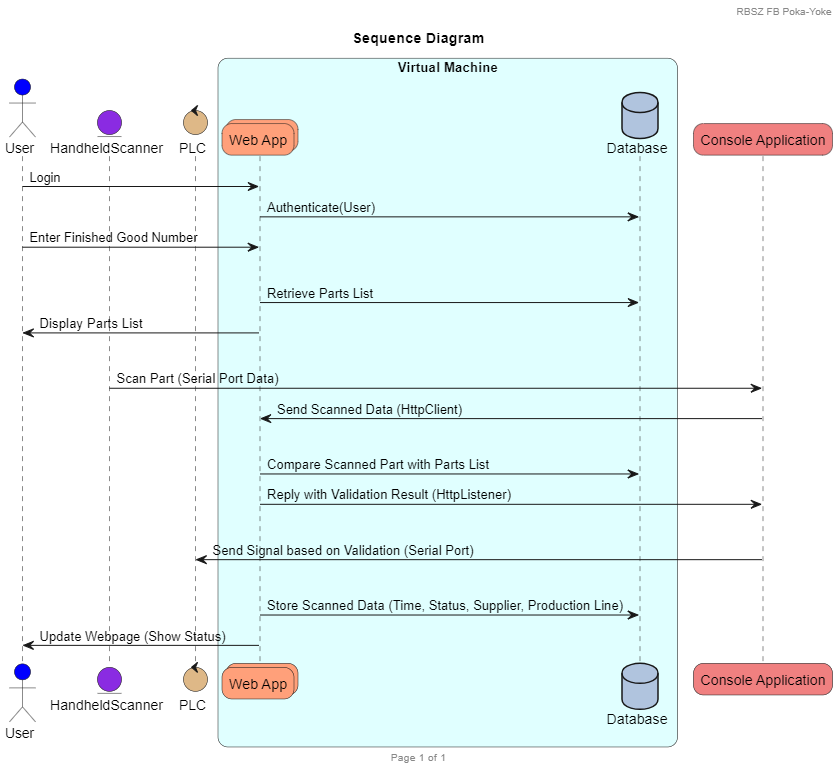 RBSZ FB Poka-Yoke
Sequence Diagram
Virtual Machine
User
HandheldScanner
PLC
Web App
Database
Console Application
Login
Authenticate(User)
Enter Finished Good Number
Retrieve Parts List
Display Parts List
Scan Part (Serial Port Data)
Send Scanned Data (HttpClient)
Compare Scanned Part with Parts List
Reply with Validation Result (HttpListener)
Send Signal based on Validation (Serial Port)
Store Scanned Data (Time, Status, Supplier, Production Line)
Update Webpage (Show Status)
User
HandheldScanner
PLC
Web App
Database
Console Application
Page 1 of 1